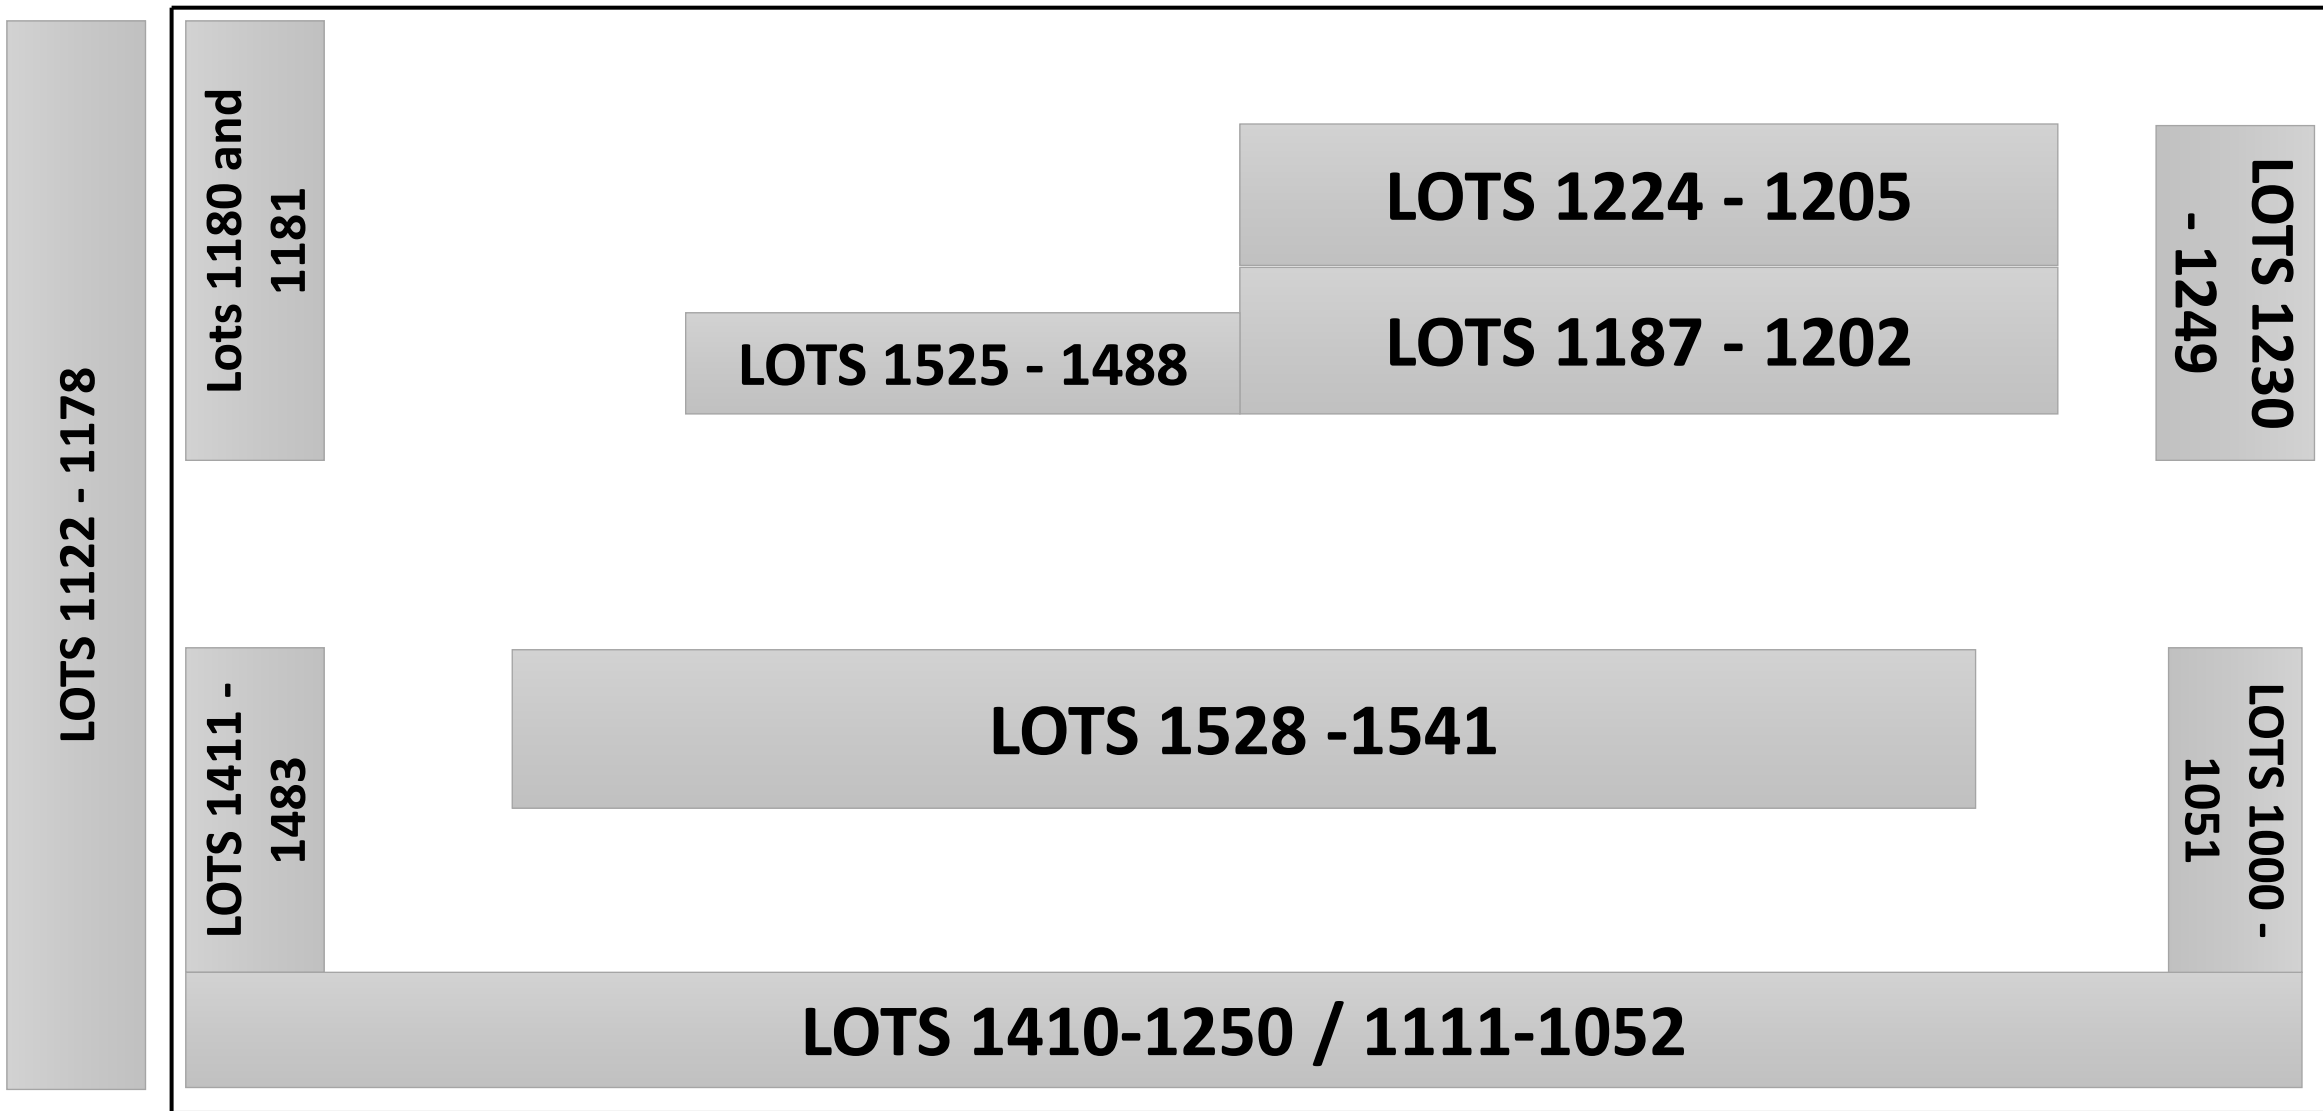 LOTS 1122 - 1178
Lots 1180 and
1181
LOTS 1224 - 1205
LOTS 1187 - 1202
LOTS 1525 - 1488
LOTS 1230
- 1249
LOTS 1411 -
1483
LOTS 1528 -1541
LOTS 1000 -
1051
LOTS 1410-1250 / 1111-1052